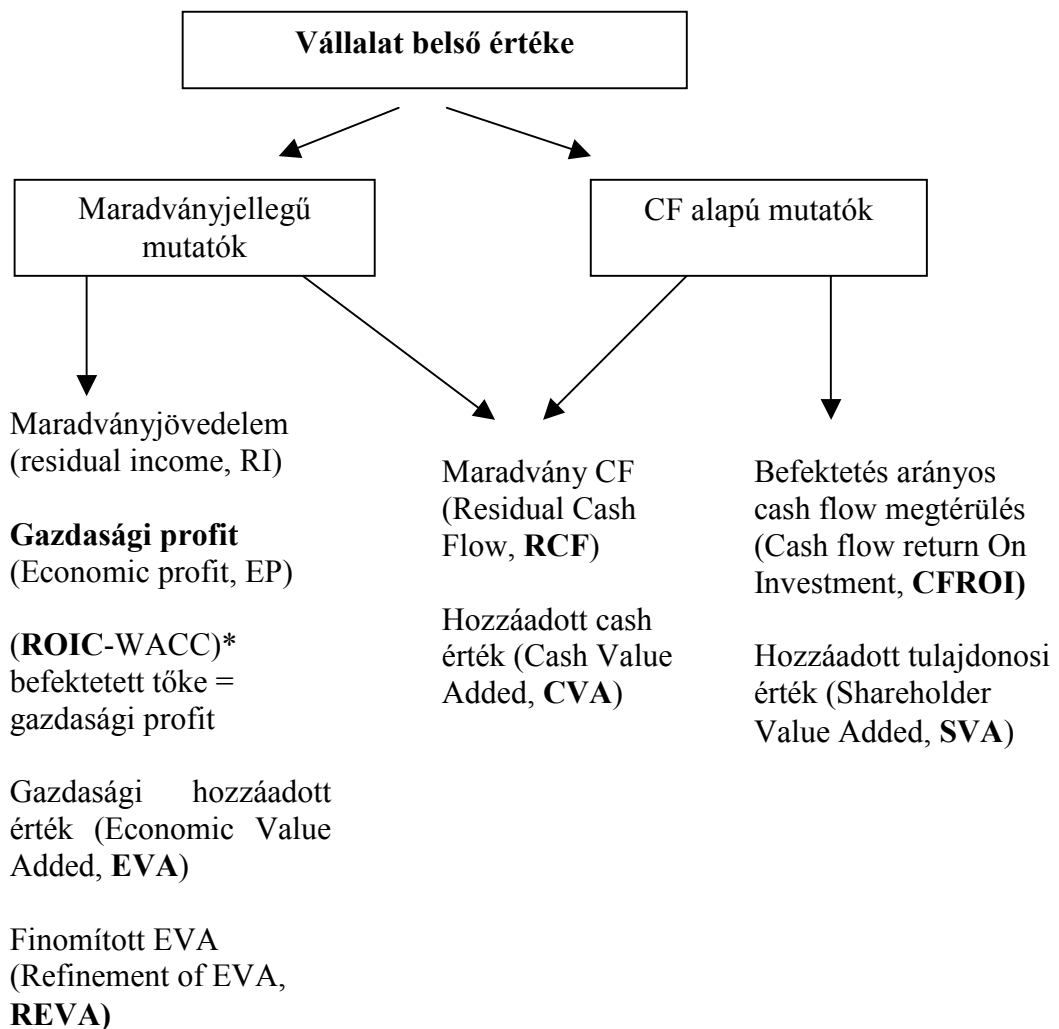 Vállalat belső értéke
Maradványjellegű
mutatók
CF alapú mutatók
Maradványjövedelem
(residual income, RI)
Gazdasági profit
(Economic profit, EP)
(ROIC-WACC)*
befektetett tőke =
gazdasági profit
Gazdasági hozzáadott
érték (Economic Value
Added, EVA)
Finomított EVA
(Refinement of EVA,
REVA)
Maradvány CF
(Residual Cash
Flow, RCF)
Hozzáadott cash
érték (Cash Value
Added, CVA)
Befektetés arányos
cash flow megtérülés
(Cash flow return On
Investment, CFROI)
Hozzáadott tulajdonosi
érték (Shareholder
Value Added, SVA)